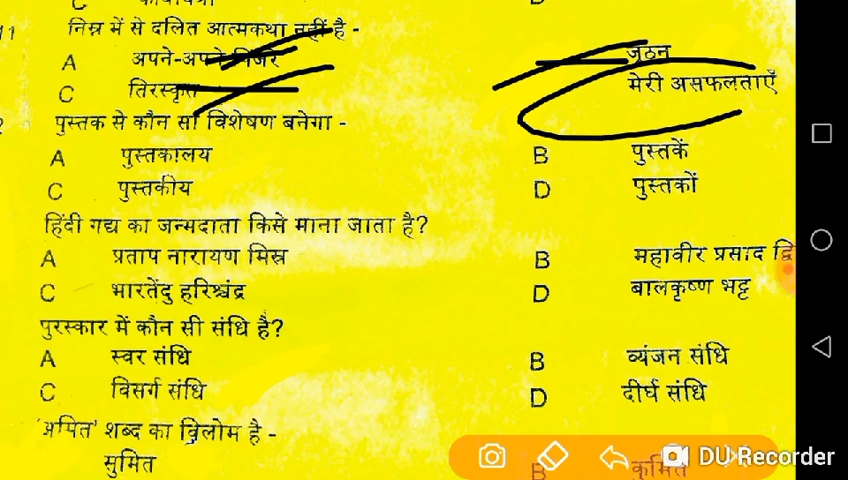 11 निम्न में से दलित आत्मकथा नहीं है -
A अपने-अपने पिंजरे जूठन
C तिरस्कृत मेरी असफलताएँ
पुस्तक से कौन सा विशेषण बनेगा -
A पुस्तकालय B पुस्तकें
C पुस्तकीय D पुस्तकों
हिंदी गद्य का जन्मदाता किसे माना जाता है?
A प्रताप नारायण मिस्र B महावीर प्रसाद द्वि
C भारतेंदु हरिश्चंद्र D बालकृष्ण भट्ट
पुरस्कार में कौन सी संधि है?
A स्वर संधि B व्यंजन संधि
C विसर्ग संधि D दीर्घ संधि
शब्द का विलोम है -
सुमित B कुमित
DU Recorder